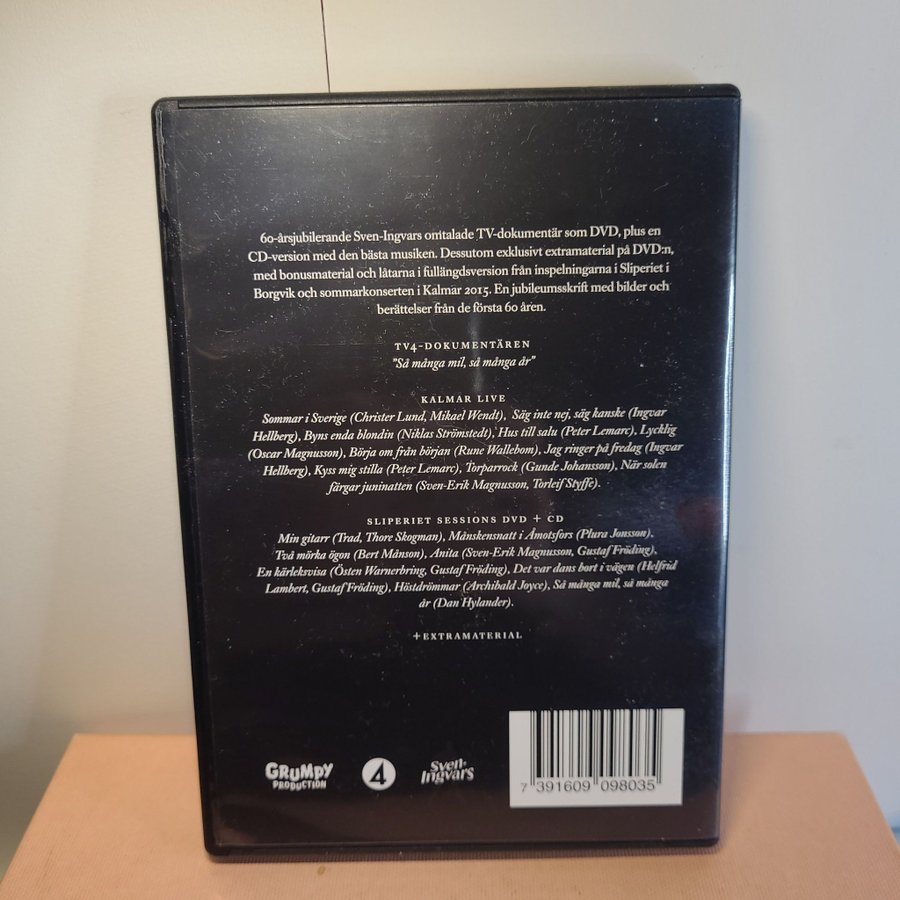 60-årsjubilerande Sven-Ingvars omtalade TV-dokumentär som DVD, plus en
CD-version med den bästa musiken. Dessutom exklusivt extramaterial på DVD:n,
med bonusmaterial och låtarna i fullängdsversion från inspelningarna i Sliperiet i
Borgvik och sommarkonserten i Kalmar 2015. En jubileumsskrift med bilder och
berättelser från de första 60 åren.
TV4-DOKUMENTÄREN
”Så många mil, så många år”
KALMAR LIVE
Sommar i Sverige (Christer Lund, Mikael Wendt), Säg inte nej, säg kanske (Ingvar
Hellberg), Byns enda blondin (Niklas Strömstedt), Hus till salu (Peter Lemarc), Lycklig
(Oscar Magnusson), Börja om från början (Rune Wallebom), Jag ringer på fredag (Ingvar
Hellberg), Kyss mig stilla (Peter Lemarc), Torparrock (Gunde Johansson), När solen
färgar juninatten (Sven-Erik Magnusson, Torleif Styffe).
SLIPERIET SESSIONS DVD + CD
Min gitarr (Trad, Thore Skogman), Månskensnatt i Åmotsfors (Plura Jonsson),
Två mörka ögon (Bert Månson), Anita (Sven-Erik Magnusson, Gustaf Fröding),
En kärleksvisa (Östen Warnerbring, Gustaf Fröding), Det var dans bort i vägen (Helfrid
Lambert, Gustaf Fröding), Höstdrömmar (Archibald Joyce), Så många mil, så många
år (Dan Hylander).
+EXTRAMATERIAL
GRUMPY
PRODUCTION
4
Sven-
Ingvars
7 391609 098035